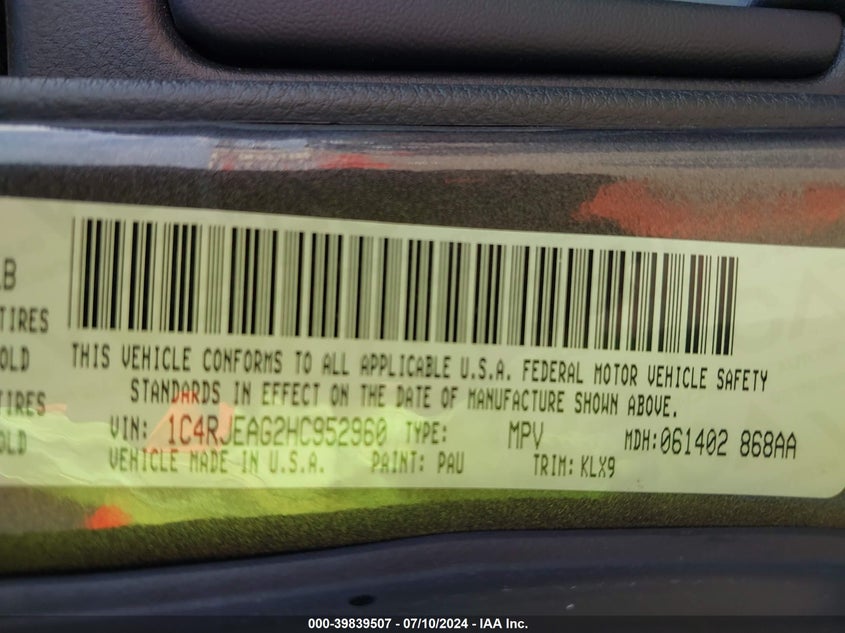 LB
TIRES
OLD
TIRES
OLD
THIS VEHICLE CONFORMS TO ALL APPLICABLE U.S.A. FEDERAL MOTOR VEHICLE SAFETY
STANDARDS IN EFFECT ON THE DATE OF MANUFACTURE SHOWN ABOVE.
VIN: 1C4RJEAG2HC952960 TYPE: MPV MDH:061402 868AA
VEHICLE MADE IN U.S.A. PAINT: PAU TRIM: KLX9
000-39839507 - 07/10/2024 - IAA Inc.